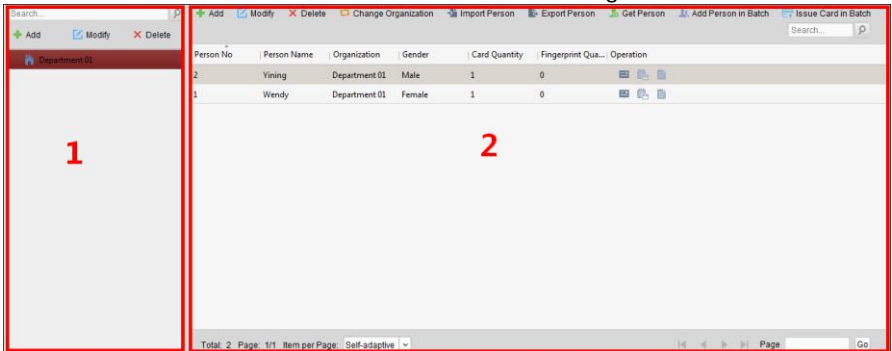 Search...
Add Modify Delete
Department 01
1
Add Modify Delete Change Organization Import Person Export Person Get Person Add Person in Batch Issue Card in Batch
Search...
Person No Person Name Organization Gender Card Quantity Fingerprint Qua... Operation
2 Yining Department 01 Male 1 0
1 Wendy Department 01 Female 1 0
2
Total: 2 Page: 1/1 Item per Page: Self-adaptive Page Go